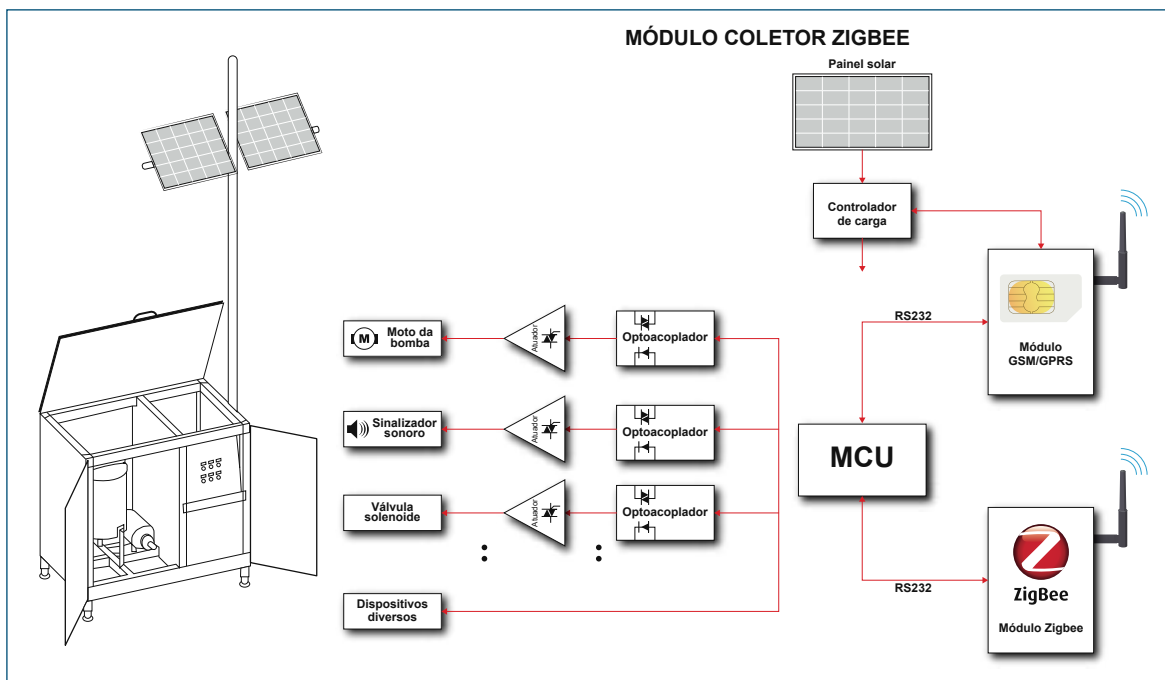 MÓDULO COLETOR ZIGBEE
Painel solar
Controlador
de carga
RS232
Módulo
GSM/GPRS
M
Moto da
bomba
Atuador
Optoacoplador
Sinalizador
sonoro
Atuador
Optoacoplador
MCU
Válvula
solenoide
Atuador
Optoacoplador
RS232
ZigBee
Módulo Zigbee
Dispositivos
diversos